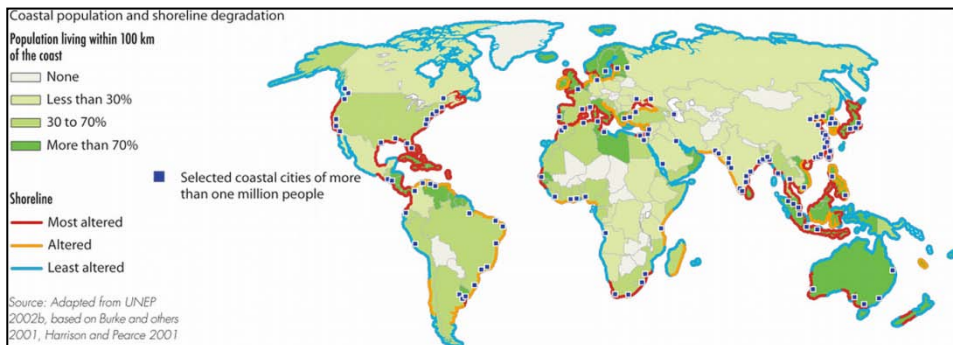 Coastal population and shoreline degradation
Population living within 100 km
of the coast
None
Less than 30%
30 to 70%
More than 70%
Selected coastal cities of more
than one million people
Shoreline
Most altered
Altered
Least altered
Source: Adapted from UNEP
2002b, based on Burke and others
2001, Harrison and Pearce 2001